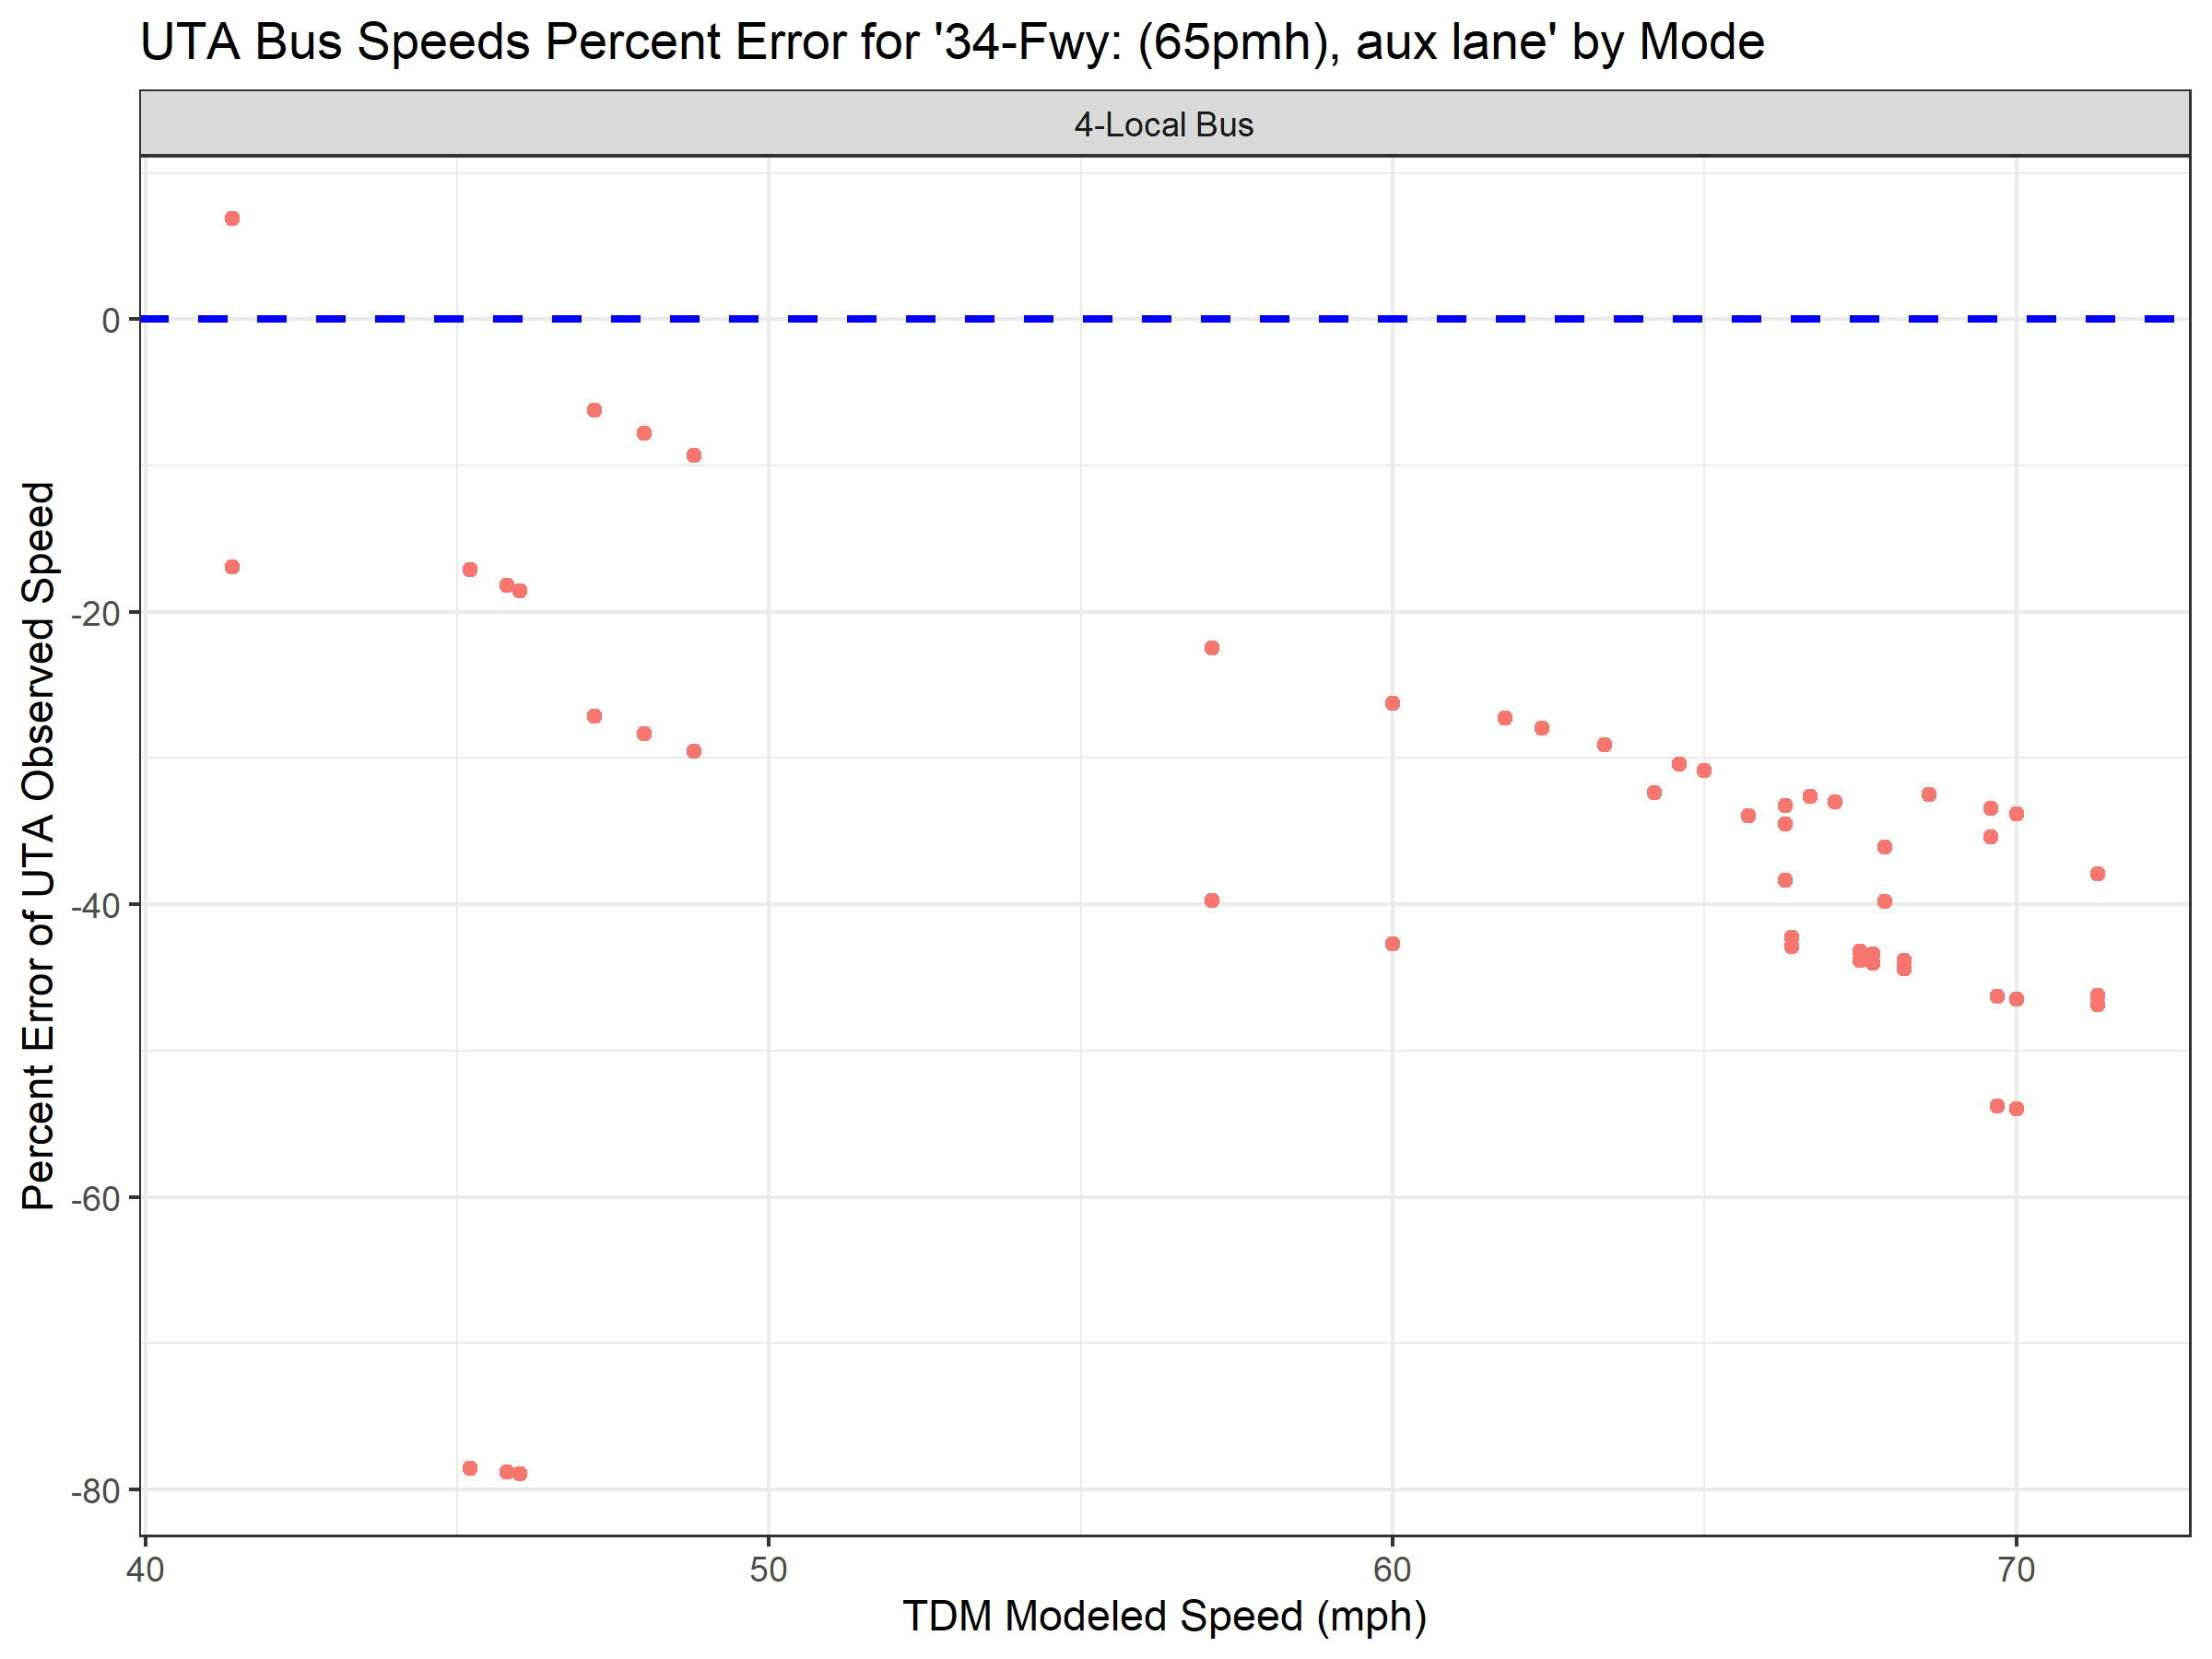 UTA Bus Speeds Percent Error for '34-Fwy: (65pmh), aux lane' by Mode
4-Local Bus
Percent Error of UTA Observed Speed
0
-20
-40
-60
-80
40 50 60 70
TDM Modeled Speed (mph)